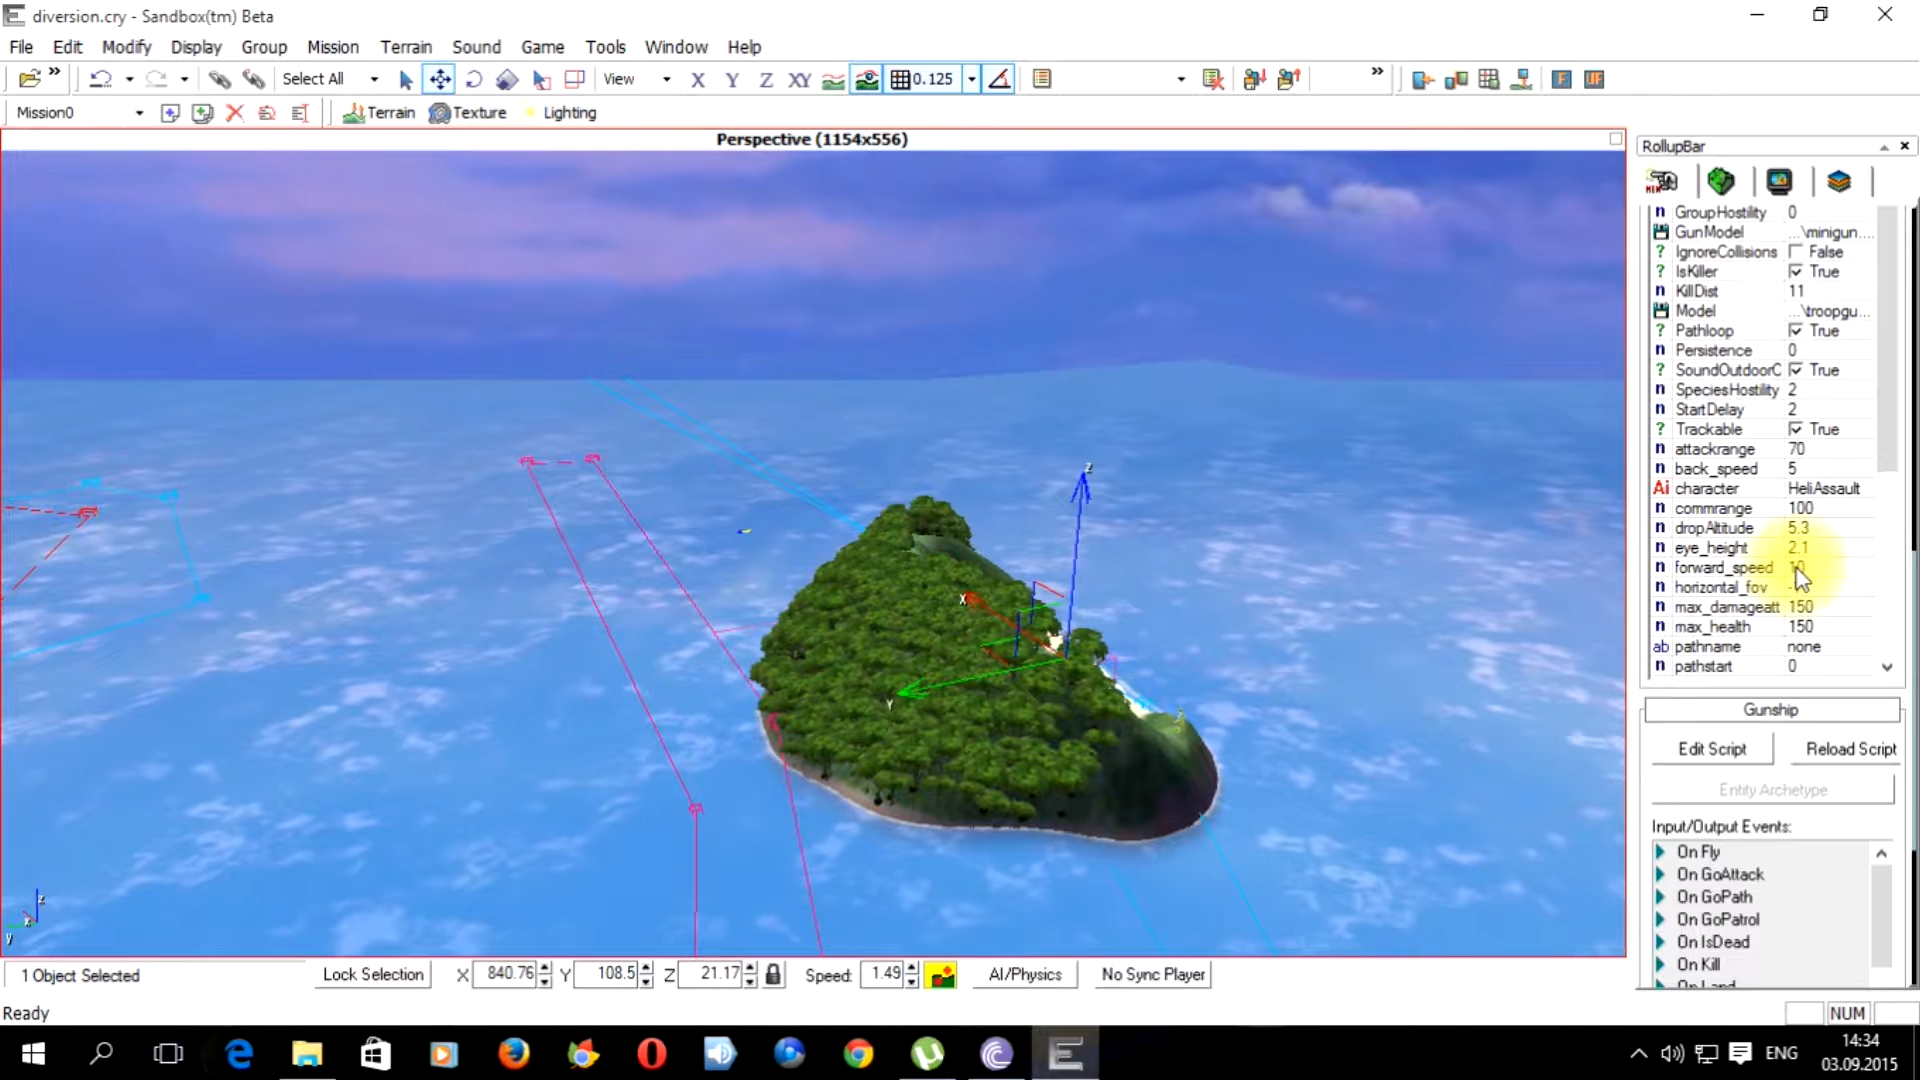 diversion.cry - Sandbox(tm) Beta
File Edit Modify Display Group Mission Terrain Sound Game Tools Window Help
Select All View X Y Z XY 0.125
Mission0 Terrain Texture Lighting
Perspective (1154x556)
RollupBar
GroupHostility 0
GunModel ...\minigun....
IgnoreCollisions False
IsKiller True
KillDist 11
Model ...\troopgu...
Pathloop True
Persistence 0
SoundOutdoorC True
SpeciesHostility 2
StartDelay 2
Trackable True
attackrange 70
back_speed 5
Ai character HeliAssault
commrange 100
dropAltitude 5.3
eye_height 2.1
forward_speed 10
horizontal_fov
max_damageatt 150
max_health 150
ab pathname none
pathstart 0
Gunship
Edit Script Reload Script
Entity Archetype
Input/Output Events:
On Fly
On GoAttack
On GoPath
On GoPatrol
On IsDead
On Kill
On Land
z
X
Y
z
x
y
1 Object Selected Lock Selection X 840.76 Y 108.5 Z 21.17 Speed: 1.49 AI/Physics No Sync Player
Ready NUM
ENG 14:34
03.09.2015